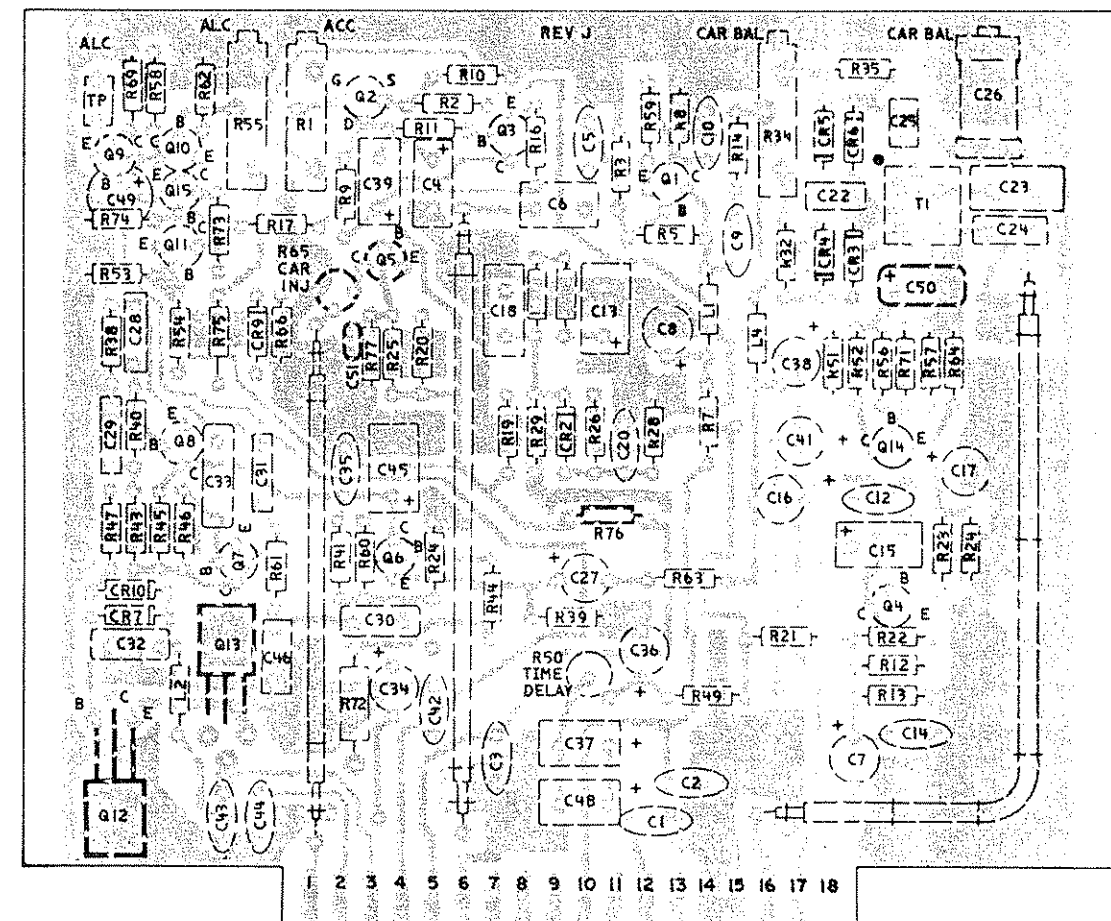 ALC
ALC
ACC
REV J
CAR BAL
CAR BAL
TP
R69
R58
R62
R55
R1
G
S
Q2
D
R10
R2
R11
E
Q3
B
C
R16
C5
R3
R59
R8
C10
R14
R34
R35
CR5
CR6
C26
E
Q9
C
B
Q10
E
B
C49
+
E
Q15
C
B
R74
R73
R17
R9
C39
+
C4
+
C6
E
Q1
C
B
R5
C9
C22
T1
C23
C24
E
Q11
C
B
R53
R65
CAR
INJ
C
Q5
B
E
CR4
CR3
+
C50
R38
C28
R54
R75
CR9
R66
C51
R77
R25
R20
C18
C13
+
C8
+
L1
L4
+
C38
R52
R56
R71
R57
R64
C29
R40
E
B
Q8
C
C33
C31
C35
C45
+
R19
R29
CR2
R26
C20
R28
R7
C41
+
B
C
Q14
E
+
C17
C16
+
C12
R47
R43
R45
R46
E
Q7
B
C
R61
R41
R60
C
Q6
B
E
R24
R76
+
C27
R63
+
C15
R23
R24
CR10
CR7
C32
Q13
C46
C30
R44
R39
R21
B
Q4
C
E
R22
R12
R13
B
C
E
L2
R72
+
C34
C42
R50
TIME
DELAY
C36
+
R49
C37
+
C3
C48
+
C2
C1
+
C7
C14
Q12
C43
C44
1 2 3 4 5 6 7 8 9 10 11 12 13 14 15 16 17 18